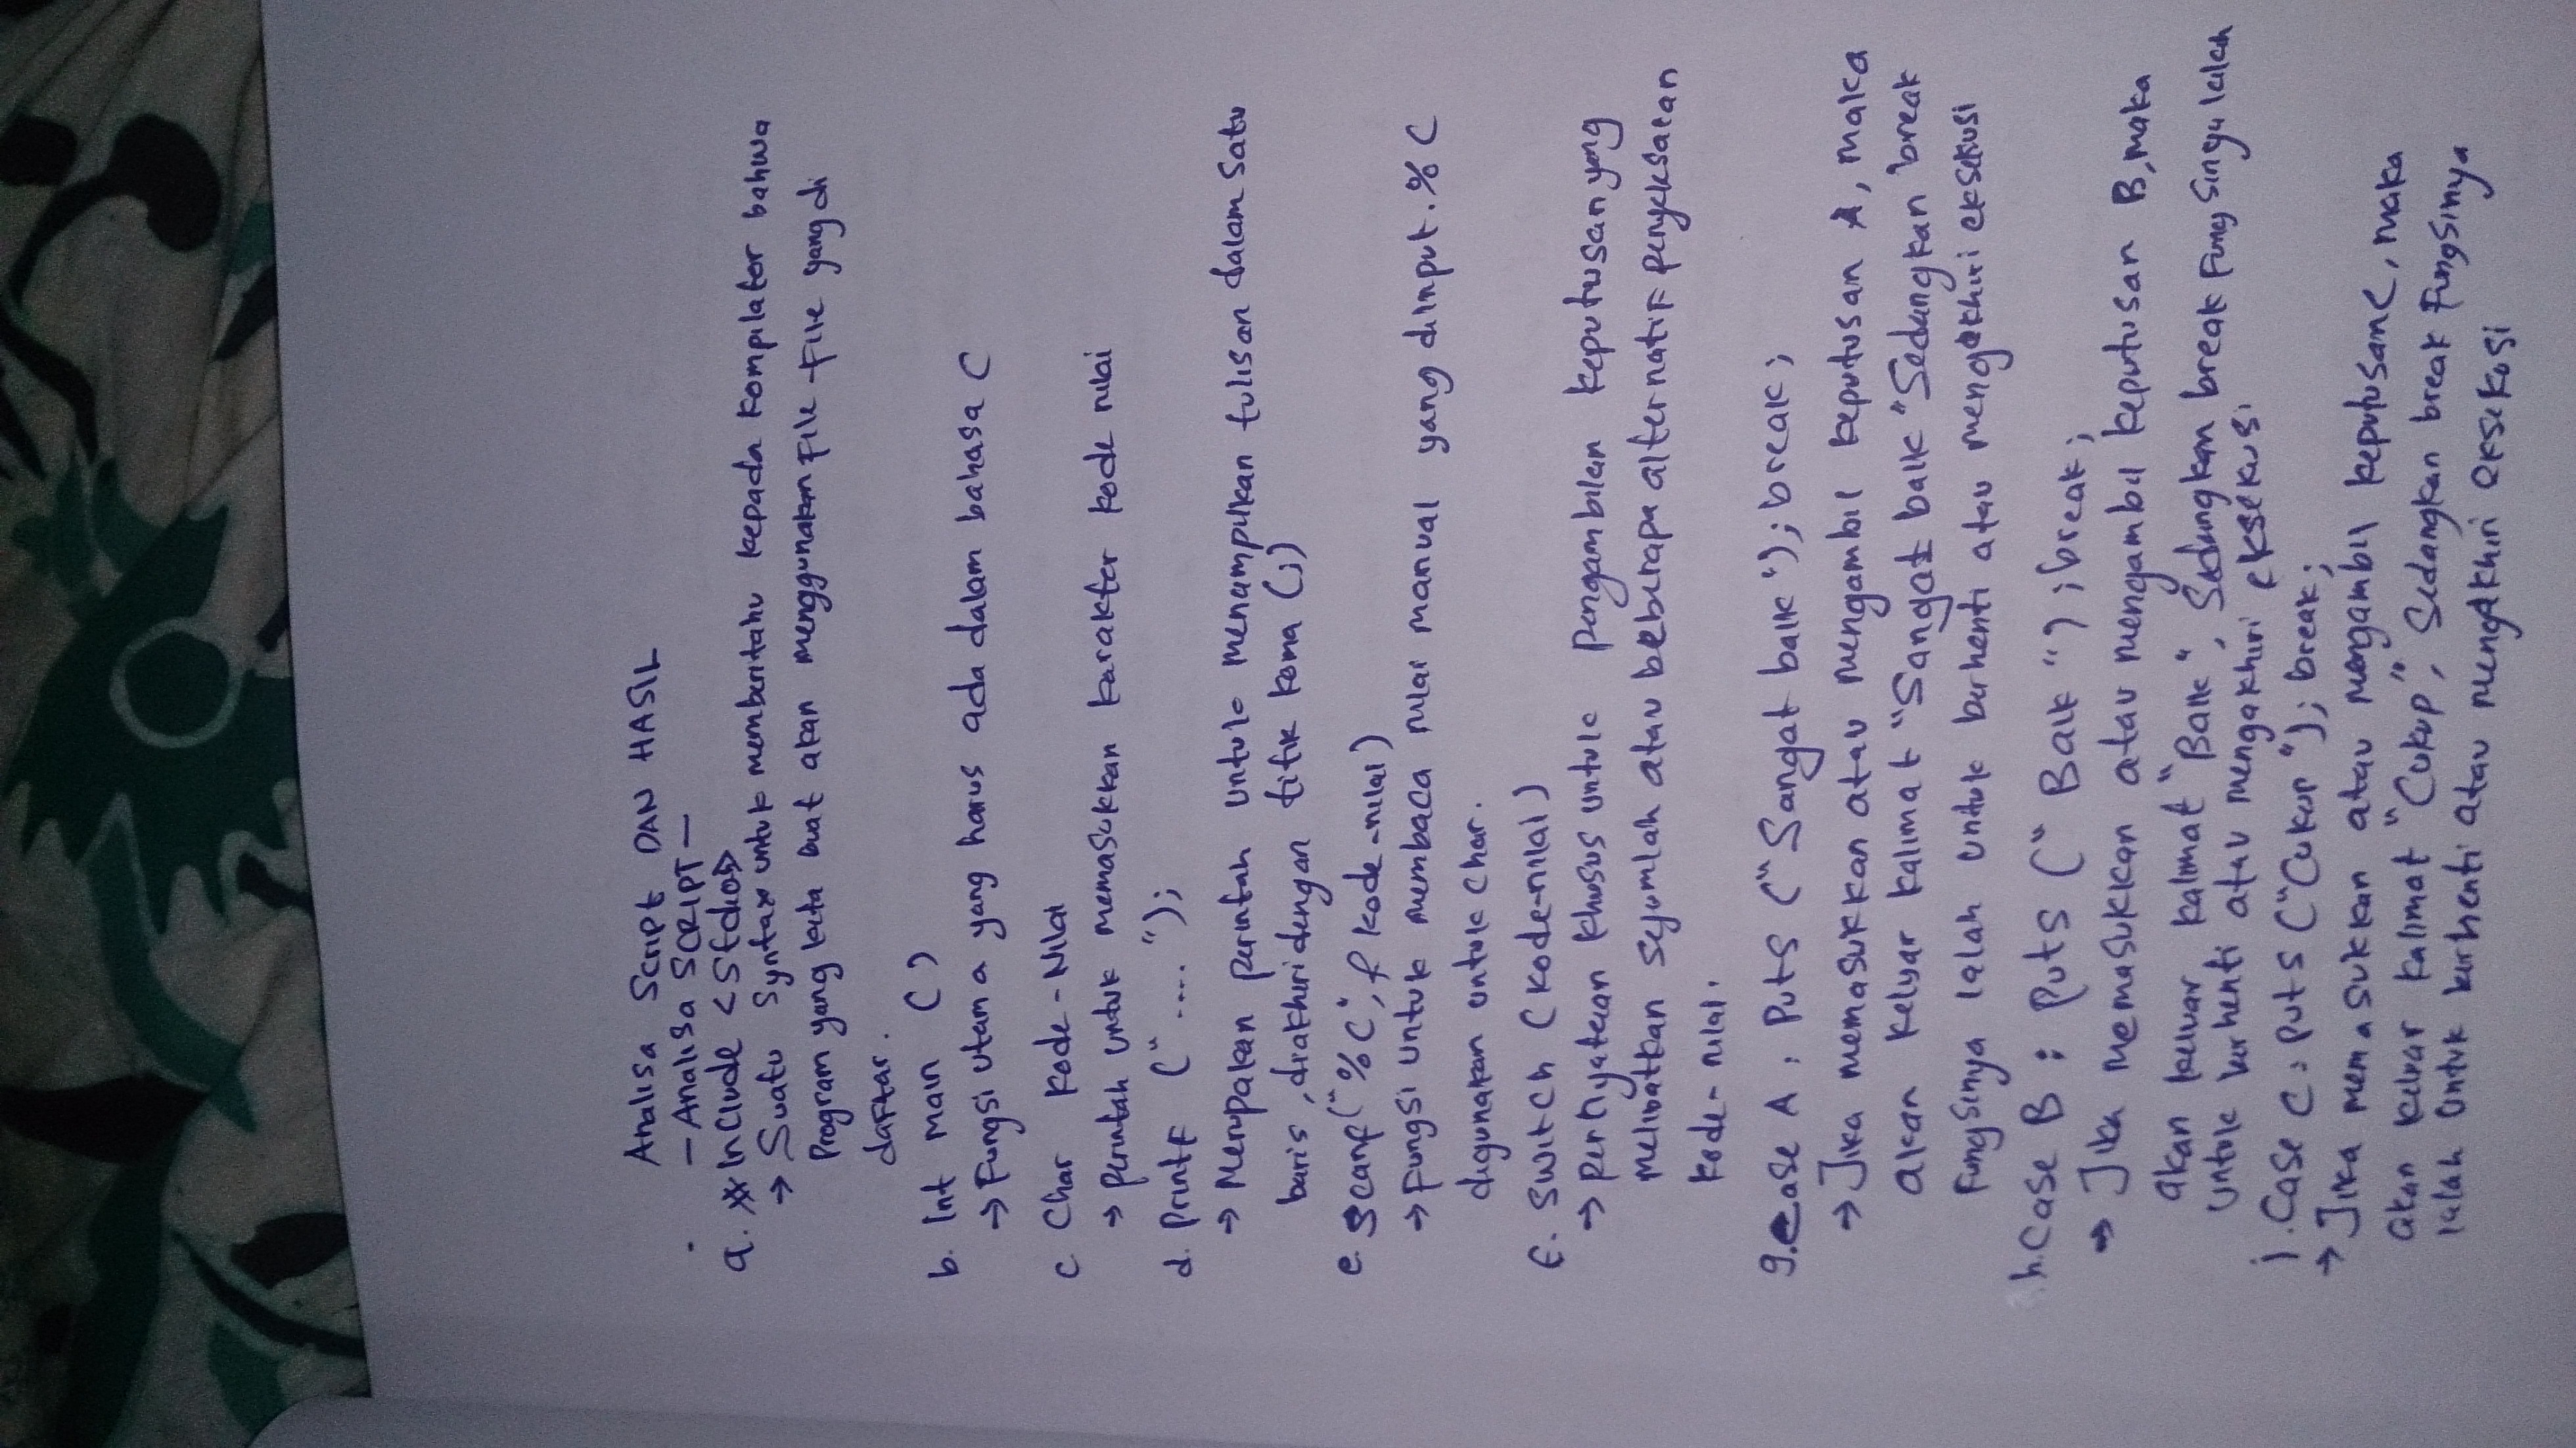 Analisa Script DAN HASIL
- Analisa SCRIPT -
a. # Include <Stdio>
→ Suatu Syntax untuk memberitahu kepada Kompilator bahwa
Program yang kita buat akan menggunakan File - File yang di
daftar.
b. Int main ()
→ Fungsi utama yang harus ada dalam bahasa C
c Char Kode - Nilai
→ perintah untuk memasukkan karakter kode nilai
d. Printf (" .... ");
→ Merupakan perintah untuk menampilkan tulisan dalam Satu
baris, diakhiri dengan titik koma (;)
e. Scanf ("%C", & kode_nilai)
→ Fungsi untuk membaca nilai manual yang diinput. % C
digunakan untuk Char.
f. Switch (Kode-nilai)
→ Pernyataan Khusus untuk Pengambilan keputusan yang
melibatkan sejumlah atau beberapa alternatif penyeksaian
Kode - nilai.
g. case A : Puts ("Sangat baik"); break;
→ Jika memasukkan atau mengambil keputusan A, maka
akan Keluar Kalimat "Sangat baik" Sedangkan break
Fungsinya ialah untuk berhenti atau mengakhiri eksekusi
h. Case B : Puts (" Baik ") ; break ;
→ Jika memasukkan atau mengambil keputusan B, maka
akan keluar kalimat "Baik", Sedangkan break Fungsinya ialah
untuk berhenti atau mengakhiri eksekusi
j. Case C : Puts ("Cukup"); break;
→ Jika memasukkan atau mengambil keputusan C, maka
akan keluar kalimat "Cukup", Sedangkan break Fungsinya
ialah untuk berhenti atau mengakhiri eksekusi